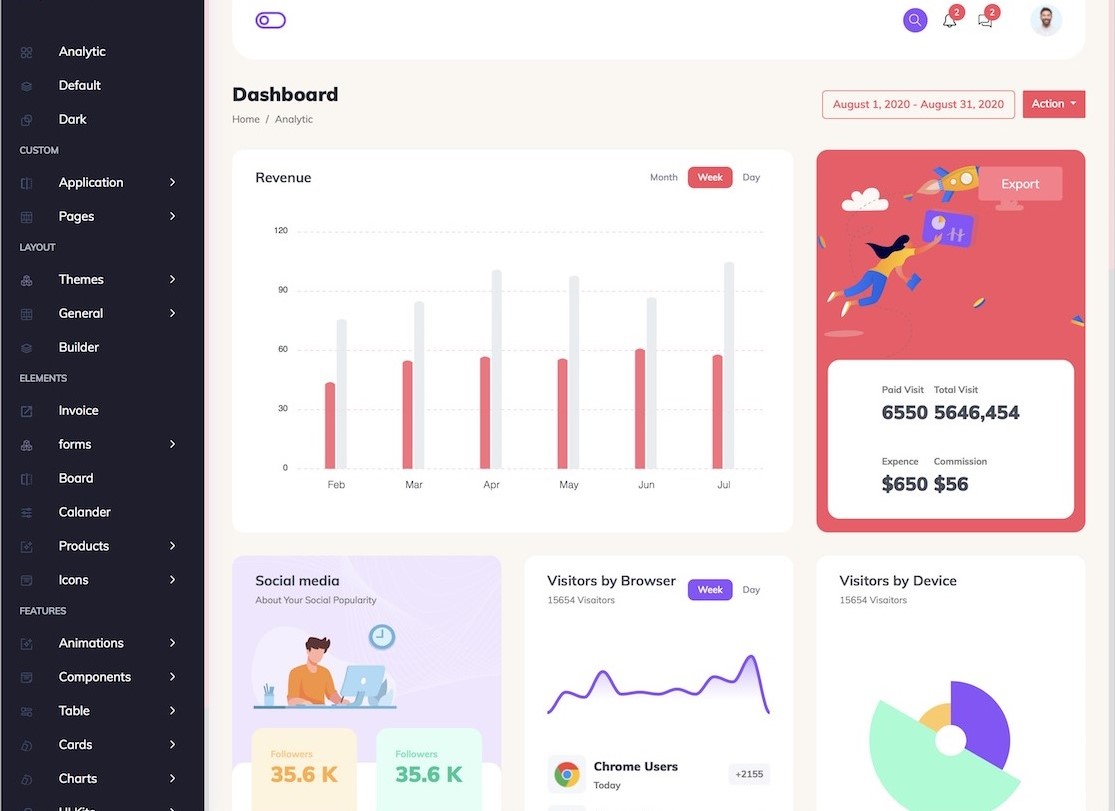 Analytic
Default
Dark
CUSTOM
Application
Pages
LAYOUT
Themes
General
Builder
ELEMENTS
Invoice
forms
Board
Calander
Products
Icons
FEATURES
Animations
Components
Table
Cards
Charts
2 2
Dashboard
Home / Analytic
August 1, 2020 - August 31, 2020 Action
Revenue
Month Week Day
120
90
60
30
0
Feb Mar Apr May Jun Jul
Export
Paid Visit Total Visit
6550 5646,454
Expence Commission
$650 $56
Social media
About Your Social Popularity
Followers
35.6 K
Followers
35.6 K
Visitors by Browser
15654 Visaitors
Week Day
Chrome Users
Today
+2155
Visitors by Device
15654 Visaitors